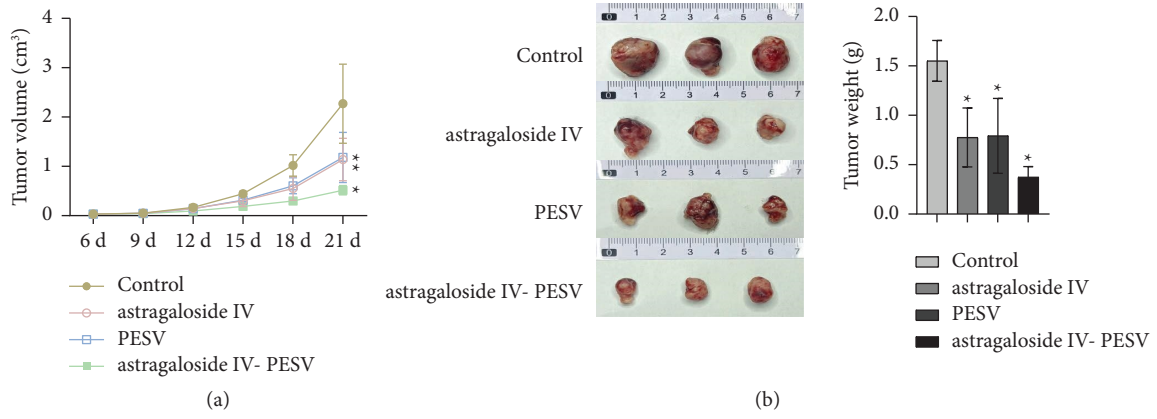 4
3
2
1
0
Tumor volume (cm³)
6 d 9 d 12 d 15 d 18 d 21 d
*
*
*
Control
astragaloside IV
PESV
astragaloside IV- PESV
(a)
0 1 2 3 4 5 6 7
Control
0 1 2 3 4 5 6 7
astragaloside IV
0 1 2 3 4 5 6 7
PESV
0 1 2 3 4 5 6 7
astragaloside IV- PESV
2.0
1.5
1.0
0.5
0.0
Tumor weight (g)
*
*
*
Control
astragaloside IV
PESV
astragaloside IV- PESV
(b)